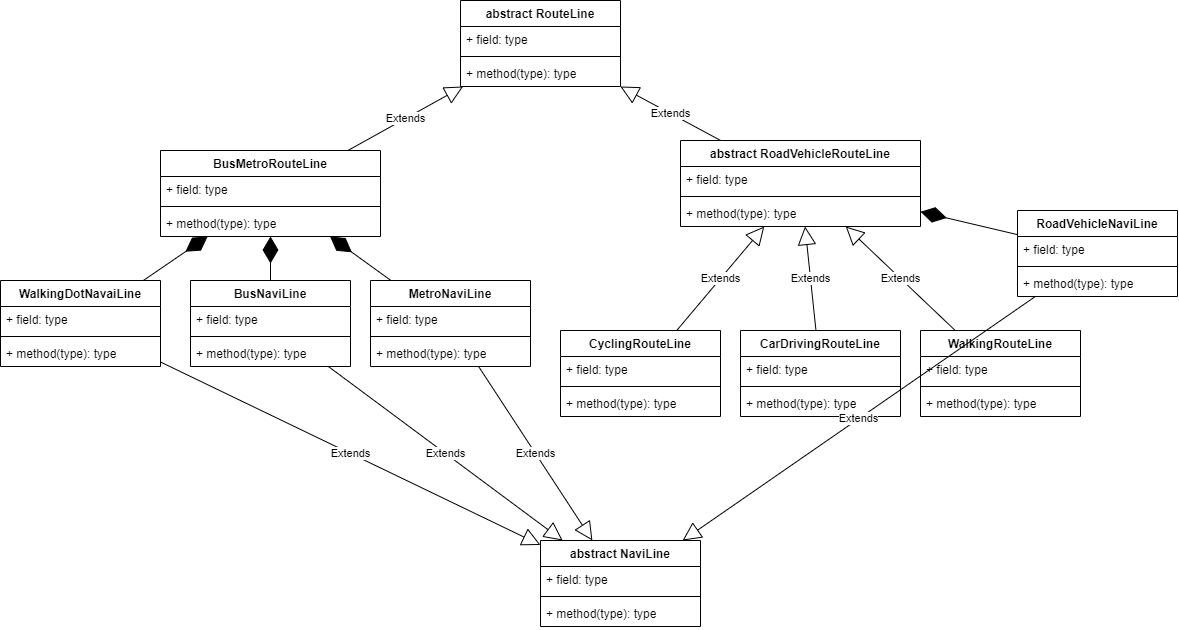 abstract RouteLine
+ field: type
+ method(type): type
Extends
Extends
BusMetroRouteLine
+ field: type
+ method(type): type
abstract RoadVehicleRouteLine
+ field: type
+ method(type): type
RoadVehicleNaviLine
+ field: type
+ method(type): type
WalkingDotNavaiLine
+ field: type
+ method(type): type
BusNaviLine
+ field: type
+ method(type): type
MetroNaviLine
+ field: type
+ method(type): type
Extends
Extends
Extends
CyclingRouteLine
+ field: type
+ method(type): type
CarDrivingRouteLine
+ field: type
+ method(type): type
WalkingRouteLine
+ field: type
+ method(type): type
Extends
Extends
Extends
Extends
abstract NaviLine
+ field: type
+ method(type): type